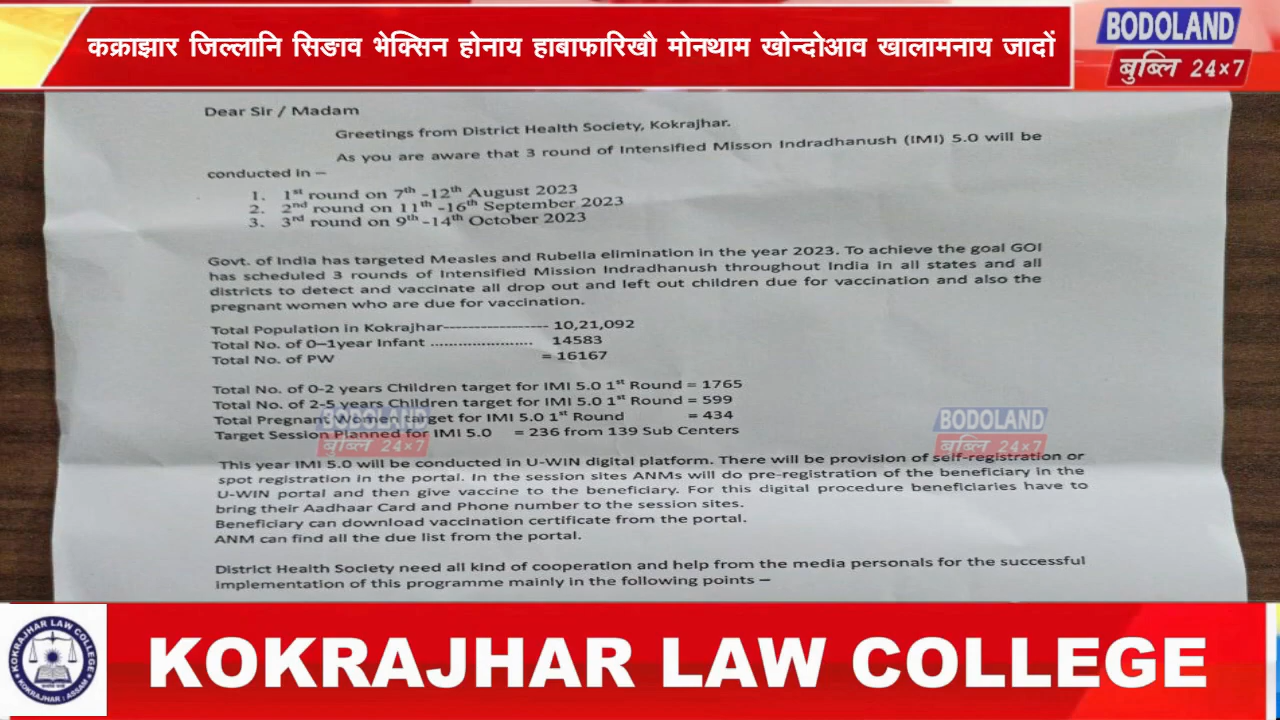 कक्राझार जिल्लानि सिङाव भेक्सिन होनाय हाबाफारिखौ मोनथाम खोन्दोआव खालामनाय जादों
BODOLAND
बुब्लि 24×7
Dear Sir / Madam
Greetings from District Health Society, Kokrajhar.
As you are aware that 3 round of Intensified Misson Indradhanush (IMI) 5.0 will be
conducted in –
1. 1st round on 7th -12th August 2023
2. 2nd round on 11th -16th September 2023
3. 3rd round on 9th -14th October 2023
Govt. of India has targeted Measles and Rubella elimination in the year 2023. To achieve the goal GOI
has scheduled 3 rounds of Intensified Mission Indradhanush throughout India in all states and all
districts to detect and vaccinate all drop out and left out children due for vaccination and also the
pregnant women who are due for vaccination.
Total Population in Kokrajhar------------------ 10,21,092
Total No. of 0–1year Infant ...................... 14583
Total No. of PW = 16167
Total No. of 0-2 years Children target for IMI 5.0 1st Round = 1765
Total No. of 2-5 years Children target for IMI 5.0 1st Round = 599
Total Pregnant Women target for IMI 5.0 1st Round = 434
Target Session Planned for IMI 5.0 = 236 from 139 Sub Centers
BODOLAND
बुब्लि 24×7
BODOLAND
बुब्लि 24×7
This year IMI 5.0 will be conducted in U-WIN digital platform. There will be provision of self-registration or
spot registration in the portal. In the session sites ANMs will do pre-registration of the beneficiary in the
U-WIN portal and then give vaccine to the beneficiary. For this digital procedure beneficiaries have to
bring their Aadhaar Card and Phone number to the session sites.
Beneficiary can download vaccination certificate from the portal.
ANM can find all the due list from the portal.
District Health Society need all kind of cooperation and help from the media personals for the successful
implementation of this programme mainly in the following points –
KOKRAJHAR LAW COLLEGE
KOKRAJHAR : ASSAM
KOKRAJHAR LAW COLLEGE